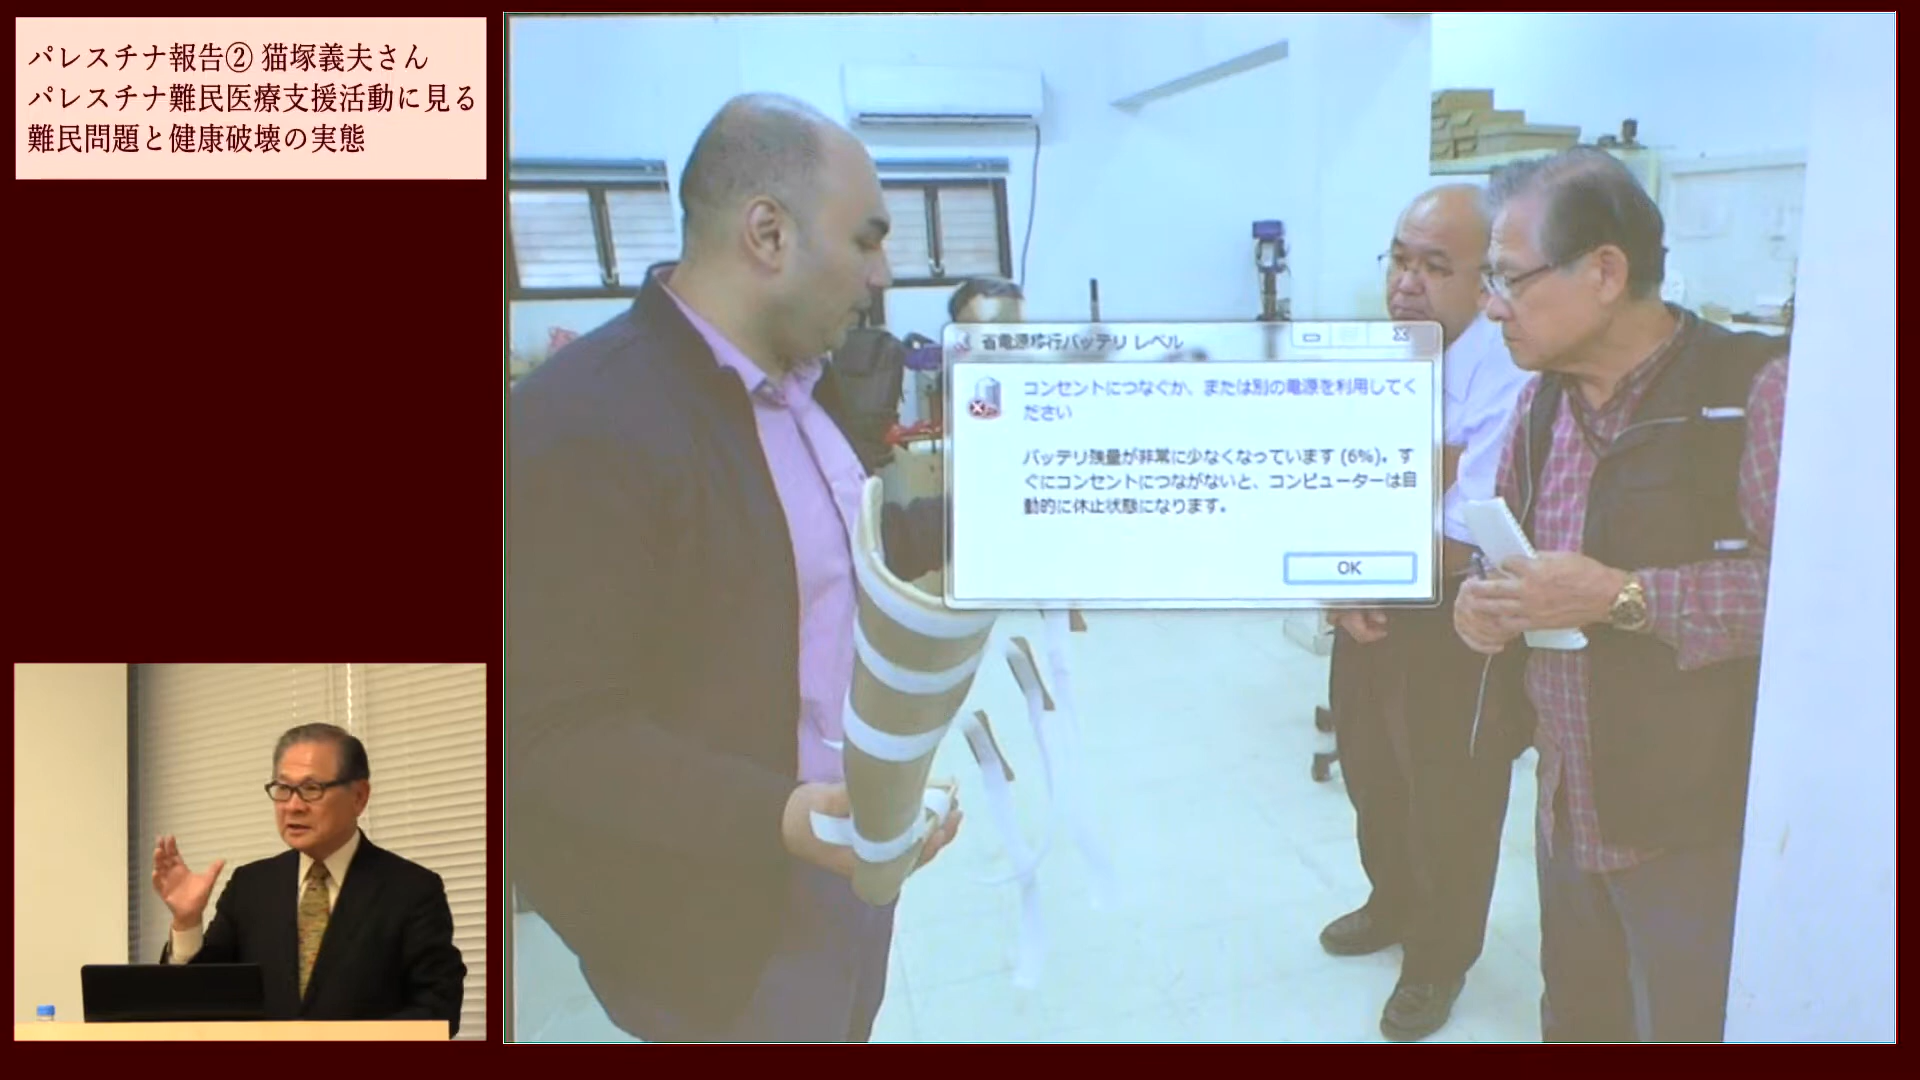 パレスチナ報告② 猫塚義夫さん
パレスチナ難民医療支援活動に見る
難民問題と健康破壊の実態
省電源移行バッテリ レベル
コンセントにつなぐか、または別の電源を利用してく
ださい
バッテリ残量が非常に少なくなっています (6%)。す
ぐにコンセントにつながないと、コンピューターは自
動的に休止状態になります。
OK